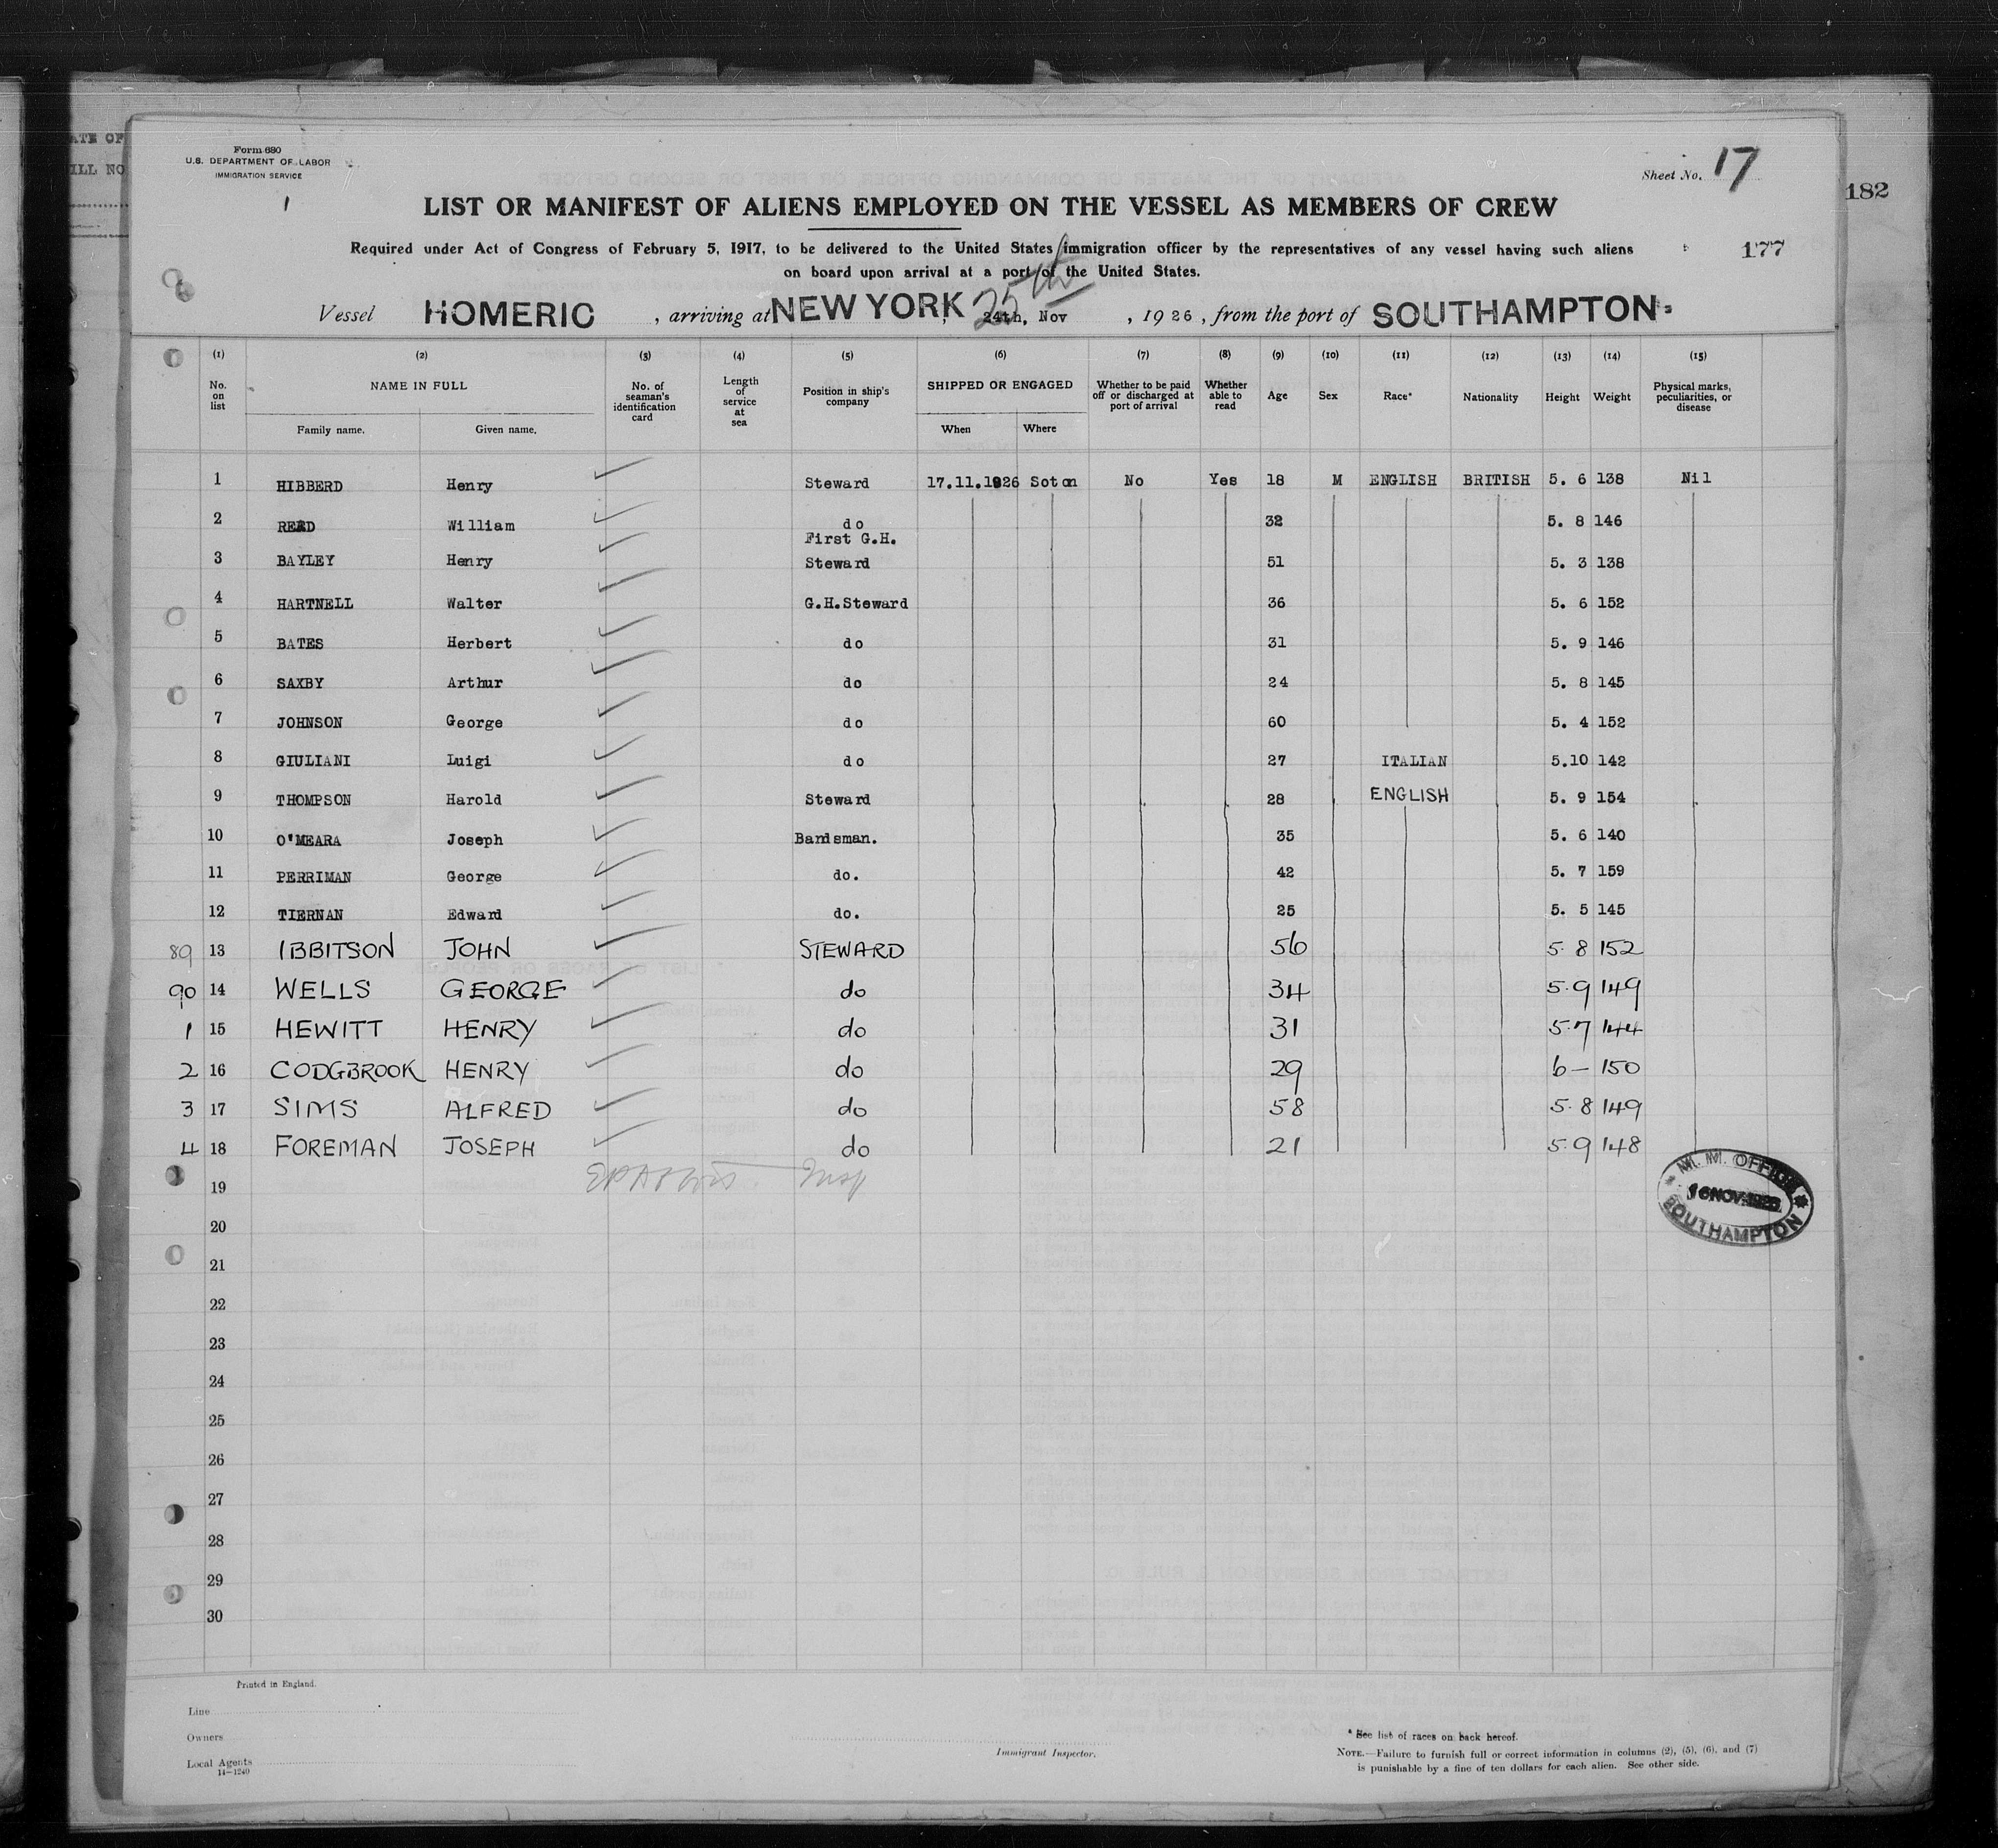 ATE OF
ILL NO
Form 680
U.S. DEPARTMENT OF LABOR
IMMIGRATION SERVICE
Sheet No. 17
182
LIST OR MANIFEST OF ALIENS EMPLOYED ON THE VESSEL AS MEMBERS OF CREW
Required under Act of Congress of February 5, 1917, to be delivered to the United States immigration officer by the representatives of any vessel having such aliens
177
on board upon arrival at a port of the United States.
Vessel HOMERIC , arriving at NEW YORK, 25th 24th, Nov , 1926 , from the port of SOUTHAMPTON.
(1) (2) (3) (4) (5) (6) (7) (8) (9) (10) (11) (12) (13) (14) (15)
No. on list NAME IN FULL Family name. Given name. No. of seaman's identification card Length of service at sea Position in ship's company SHIPPED OR ENGAGED When Where Whether to be paid off or discharged at port of arrival Whether able to read Age Sex Race* Nationality Height Weight Physical marks, peculiarities, or disease
1 HIBBERD Henry Steward 17.11.1926 Soton No Yes 18 M ENGLISH BRITISH 5. 6 138 Nil
2 READ William do 32 5. 8 146
3 BAYLEY Henry First G.H. Steward 51 5. 3 138
4 HARTNELL Walter G.H.Steward 36 5. 6 152
5 BATES Herbert do 31 5. 9 146
6 SAXBY Arthur do 24 5. 8 145
7 JOHNSON George do 60 5. 4 152
8 GIULIANI Luigi do 27 ITALIAN 5.10 142
9 THOMPSON Harold Steward 28 ENGLISH 5. 9 154
10 O'MEARA Joseph Bandsman. 35 5. 6 140
11 PERRIMAN George do. 42 5. 7 159
12 TIERNAN Edward do. 25 5. 5 145
89 13 IBBITSON JOHN STEWARD 56 5.8 152
90 14 WELLS GEORGE do 34 5.9 149
1 15 HEWITT HENRY do 31 5.7 144
2 16 CODGBROOK HENRY do 29 6- 150
3 17 SIMS ALFRED do 58 5.8 149
4 18 FOREMAN JOSEPH do 21 5.9 148
M. M. OFFICE
SOUTHAMPTON
19 Insp
20
21
22
23
24
25
26
27
28
29
30
Printed in England.
Line
Owners
Local Agents
14-1240
Immigrant Inspector.
* See list of races on back hereof.
NOTE.—Failure to furnish full or correct information in columns (2), (5), (6), and (7)
is punishable by a fine of ten dollars for each alien. See other side.